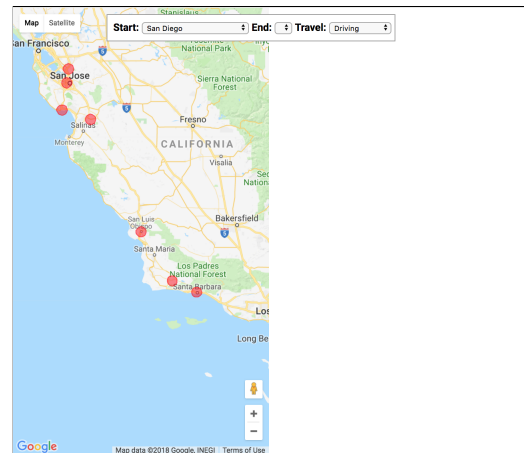 Stanislaus
Map Satellite
Start: San Diego End: Travel: Driving
San Francisco
Yosemite
National Park
San Jose
Sierra National
Forest
Salinas
Monterey
Fresno
CALIFORNIA
Visalia
National
San Luis
Obispo
Bakersfield
Santa Maria
Los Padres
National Forest
Santa Barbara
Los
Long Be
+
−
Google
Map data ©2018 Google, INEGI Terms of Use